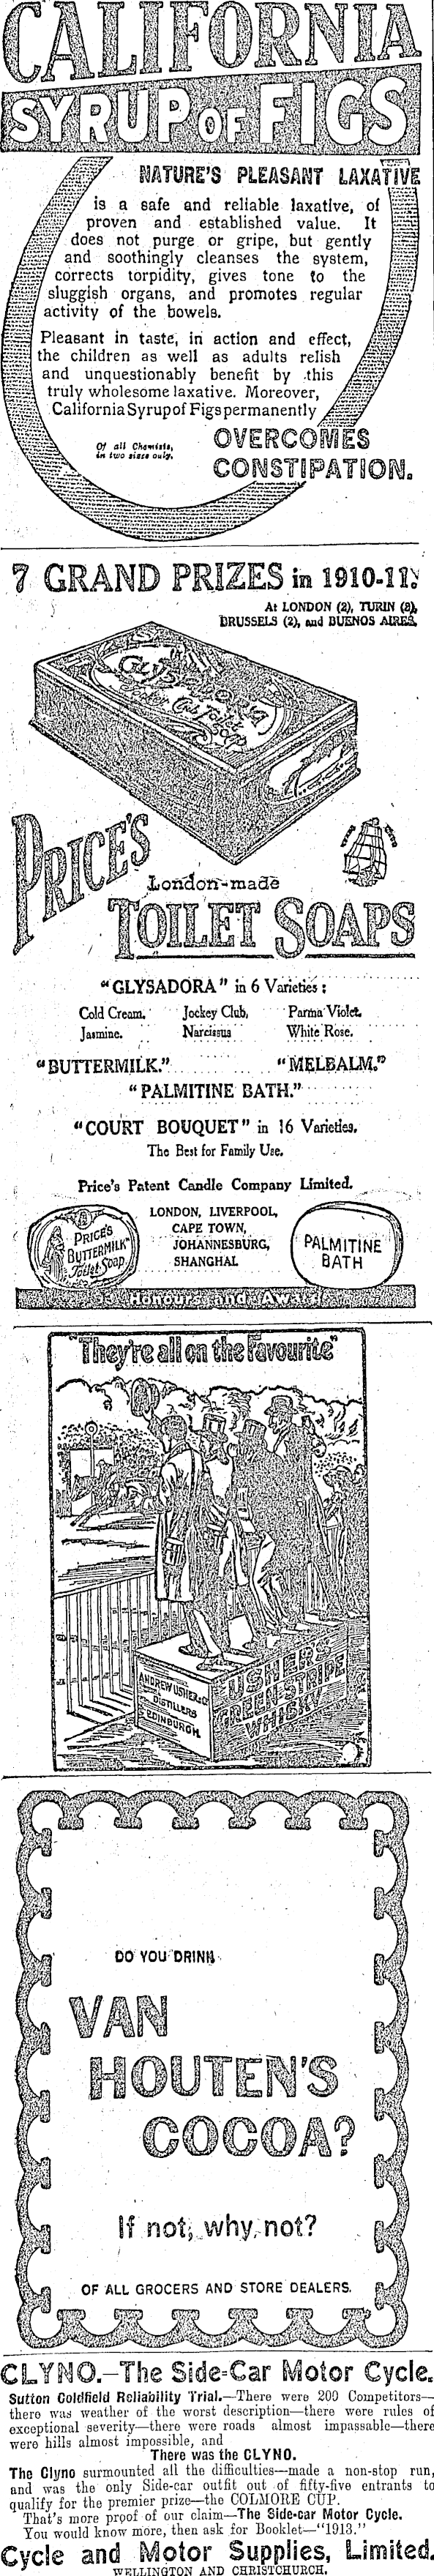 CALIFORNIA
SYRUP OF FIGS
NATURE'S PLEASANT LAXATIVE
is a safe and reliable laxative, of
proven and established value. It
does not purge or gripe, but gently
and soothingly cleanses the system,
corrects torpidity, gives tone to the
sluggish organs, and promotes regular
activity of the bowels.
Pleasant in taste, in action and effect,
the children as well as adults relish
and unquestionably benefit by this
truly wholesome laxative. Moreover,
California Syrup of Figs permanently
Of all Chemists,
in two sizes only.
OVERCOMES
CONSTIPATION.
7 GRAND PRIZES in 1910-11:
At LONDON (2), TURIN (2),
BRUSSELS (2), and BUENOS AIRES.
Glysadora
PRICE'S
London-made
TOILET SOAPS
"GLYSADORA" in 6 Varieties:
Cold Cream. Jockey Club, Parma Violet.
Jasmine. Narcissus White Rose.
"BUTTERMILK." "MELBALM."
"PALMITINE BATH."
"COURT BOUQUET" in 16 Varieties.
The Best for Family Use.
Price's Patent Candle Company Limited.
LONDON, LIVERPOOL,
CAPE TOWN,
JOHANNESBURG,
SHANGHAI
PRICE'S
BUTTERMILK
Toilet Soap
PALMITINE
BATH
Honours and Awards
"They're all on the Favourite"
ANDREW USHER & Co
DISTILLERS
EDINBURGH
USHER'S
GREEN STRIPE
WHISKY
DO YOU DRINK
VAN
HOUTEN'S
COCOA?
If not, why not?
OF ALL GROCERS AND STORE DEALERS.
CLYNO.—The Side-Car Motor Cycle.
Sutton Coldfield Reliability Trial.—There were 200 Competitors—
there was weather of the worst description—there were rules of
exceptional severity—there were roads almost impassable—there
were hills almost impossible, and
There was the CLYNO.
The Clyno surmounted all the difficulties—made a non-stop run,
and was the only Side-car outfit out of fifty-five entrants to
qualify for the premier prize—the COLMORE CUP.
That's more proof of our claim—The Side-car Motor Cycle.
You would know more, then ask for Booklet—"1913."
Cycle and Motor Supplies, Limited.
WELLINGTON AND CHRISTCHURCH.